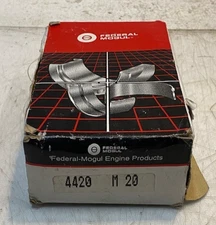 FEDERAL
MOGUL
FEDERAL
MOGUL
Federal-Mogul Engine Products
4420 M 20